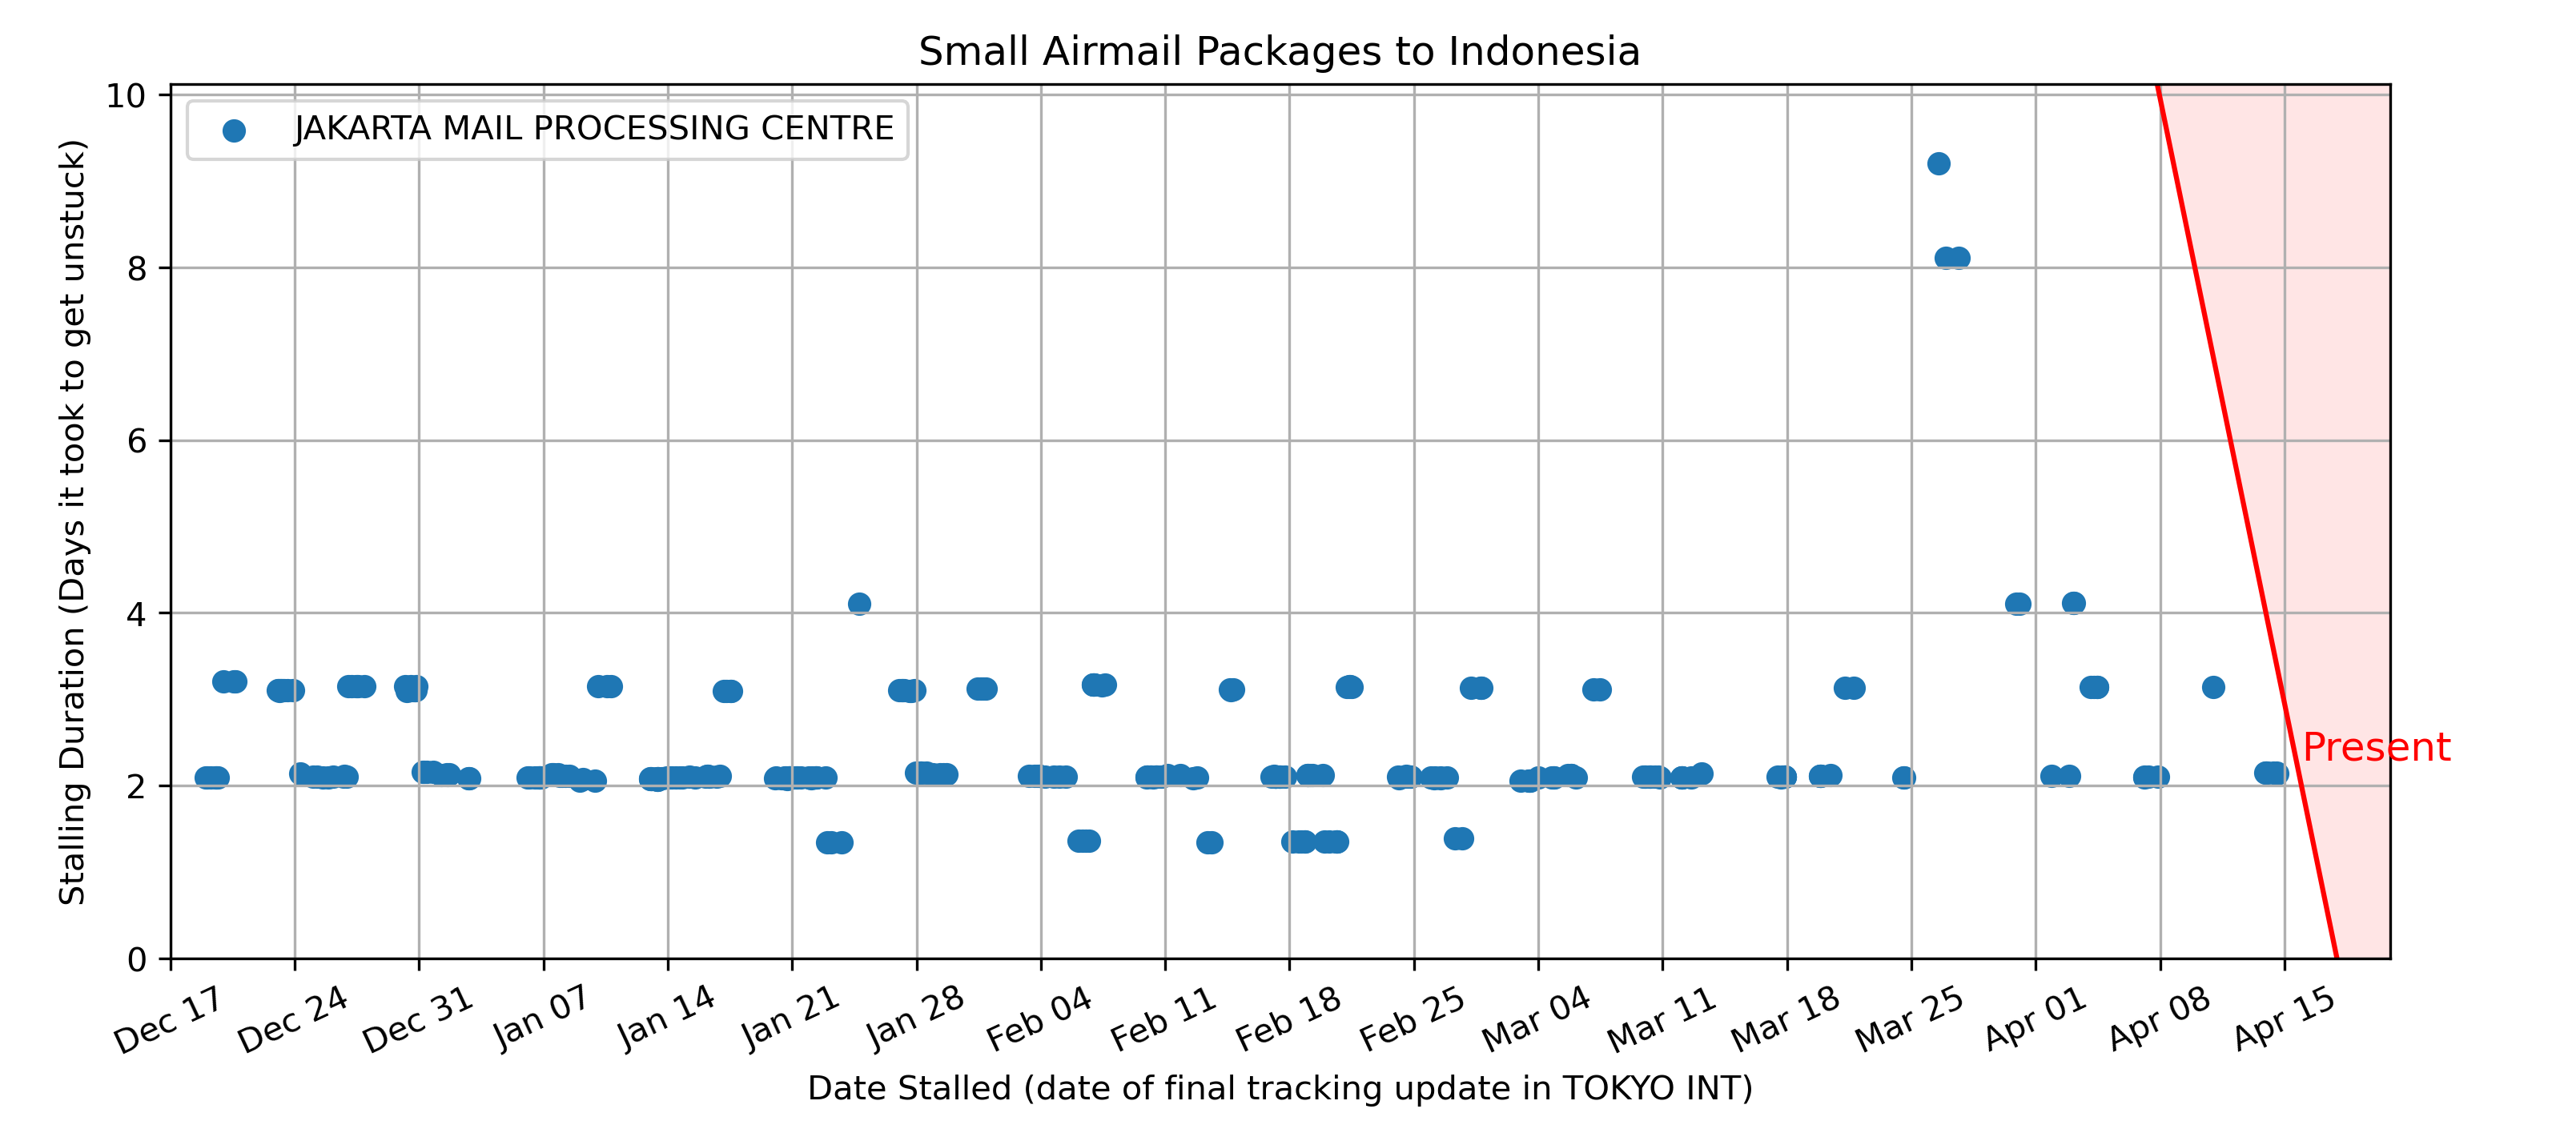 Small Airmail Packages to Indonesia
JAKARTA MAIL PROCESSING CENTRE
Stalling Duration (Days it took to get unstuck)
10
8
6
4
2
0
Present
Dec 17
Dec 24
Dec 31
Jan 07
Jan 14
Jan 21
Jan 28
Feb 04
Feb 11
Feb 18
Feb 25
Mar 04
Mar 11
Mar 18
Mar 25
Apr 01
Apr 08
Apr 15
Date Stalled (date of final tracking update in TOKYO INT)